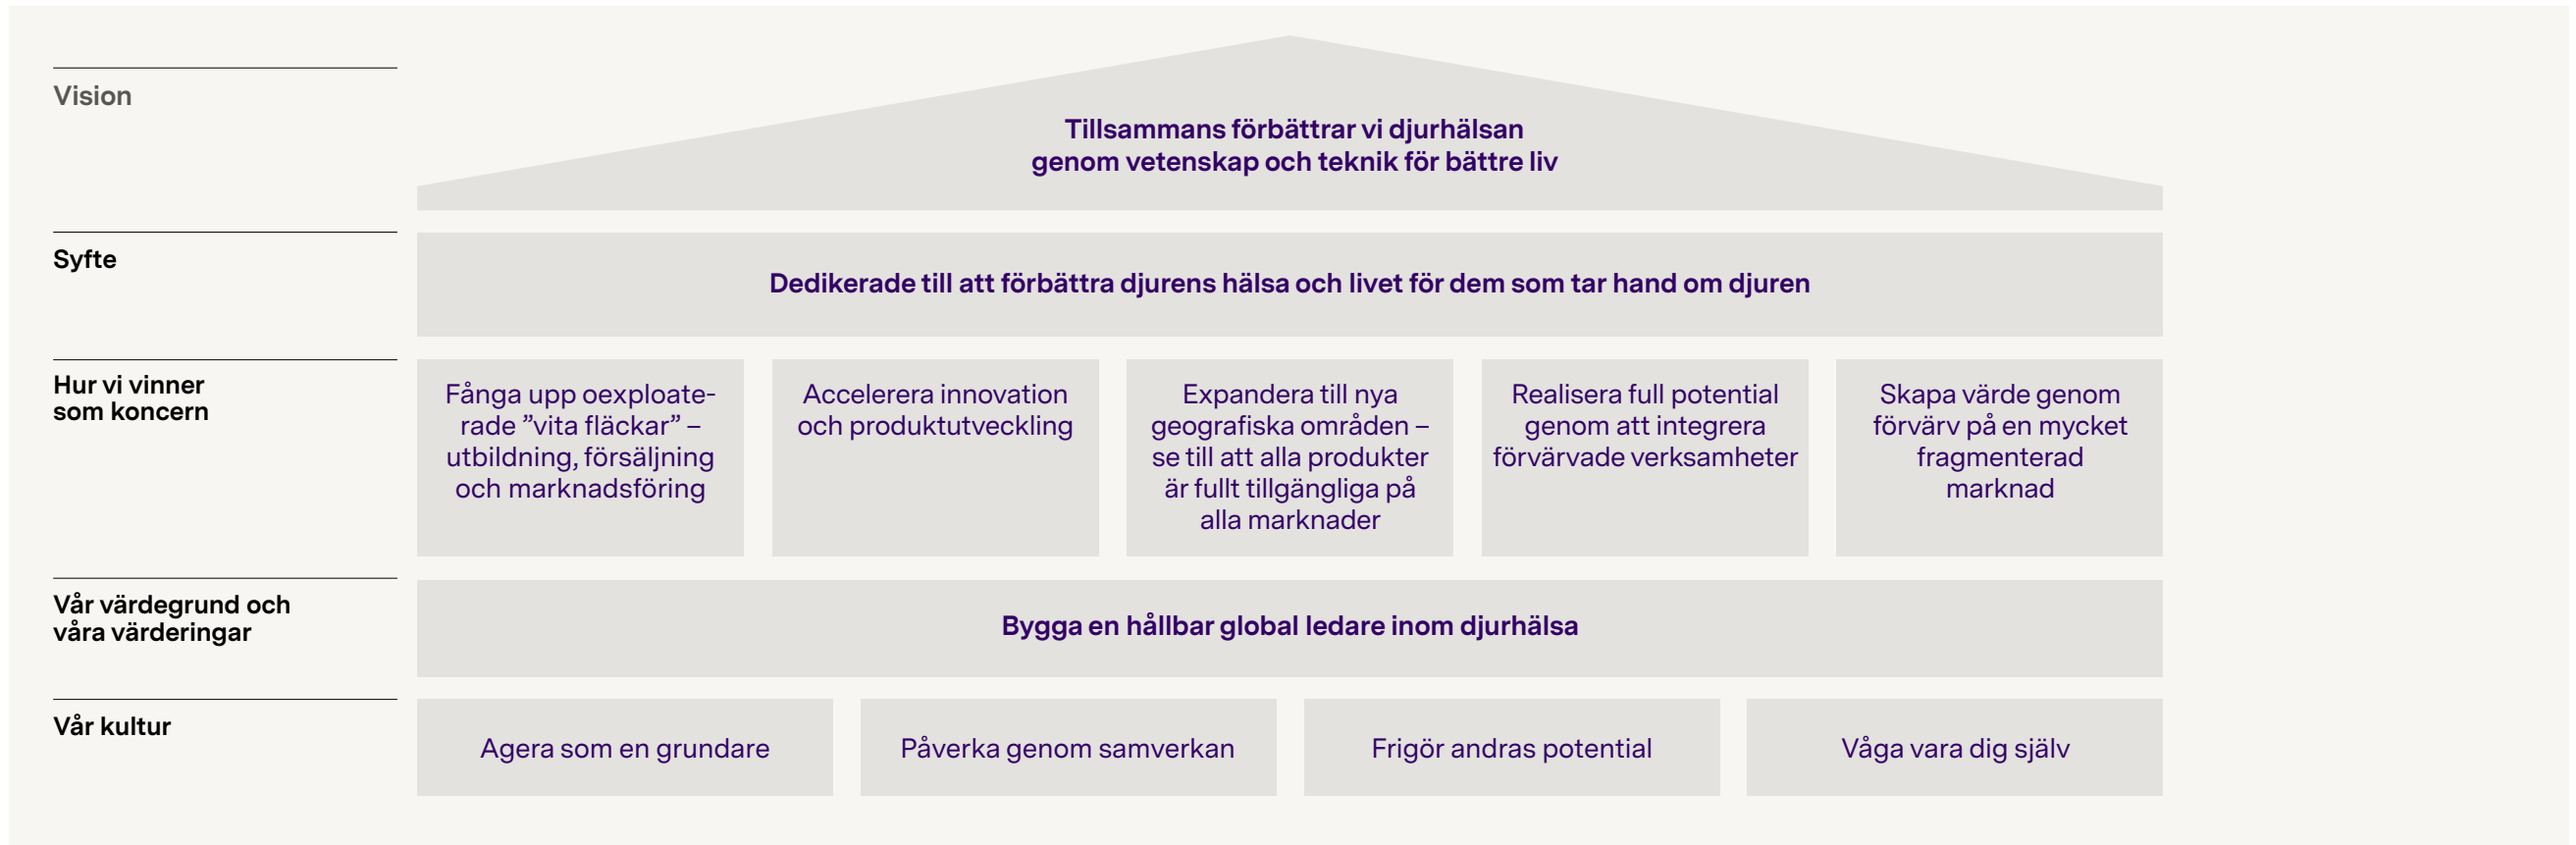 Vision
Tillsammans förbättrar vi djurhälsan
genom vetenskap och teknik för bättre liv
Syfte
Dedikerade till att förbättra djurens hälsa och livet för dem som tar hand om djuren
Hur vi vinner
som koncern
Fånga upp oexploate-
rade ”vita fläckar” –
utbildning, försäljning
och marknadsföring
Accelerera innovation
och produktutveckling
Expandera till nya
geografiska områden –
se till att alla produkter
är fullt tillgängliga på
alla marknader
Realisera full potential
genom att integrera
förvärvade verksamheter
Skapa värde genom
förvärv på en mycket
fragmenterad
marknad
Vår värdegrund och
våra värderingar
Bygga en hållbar global ledare inom djurhälsa
Vår kultur
Agera som en grundare
Påverka genom samverkan
Frigör andras potential
Våga vara dig själv